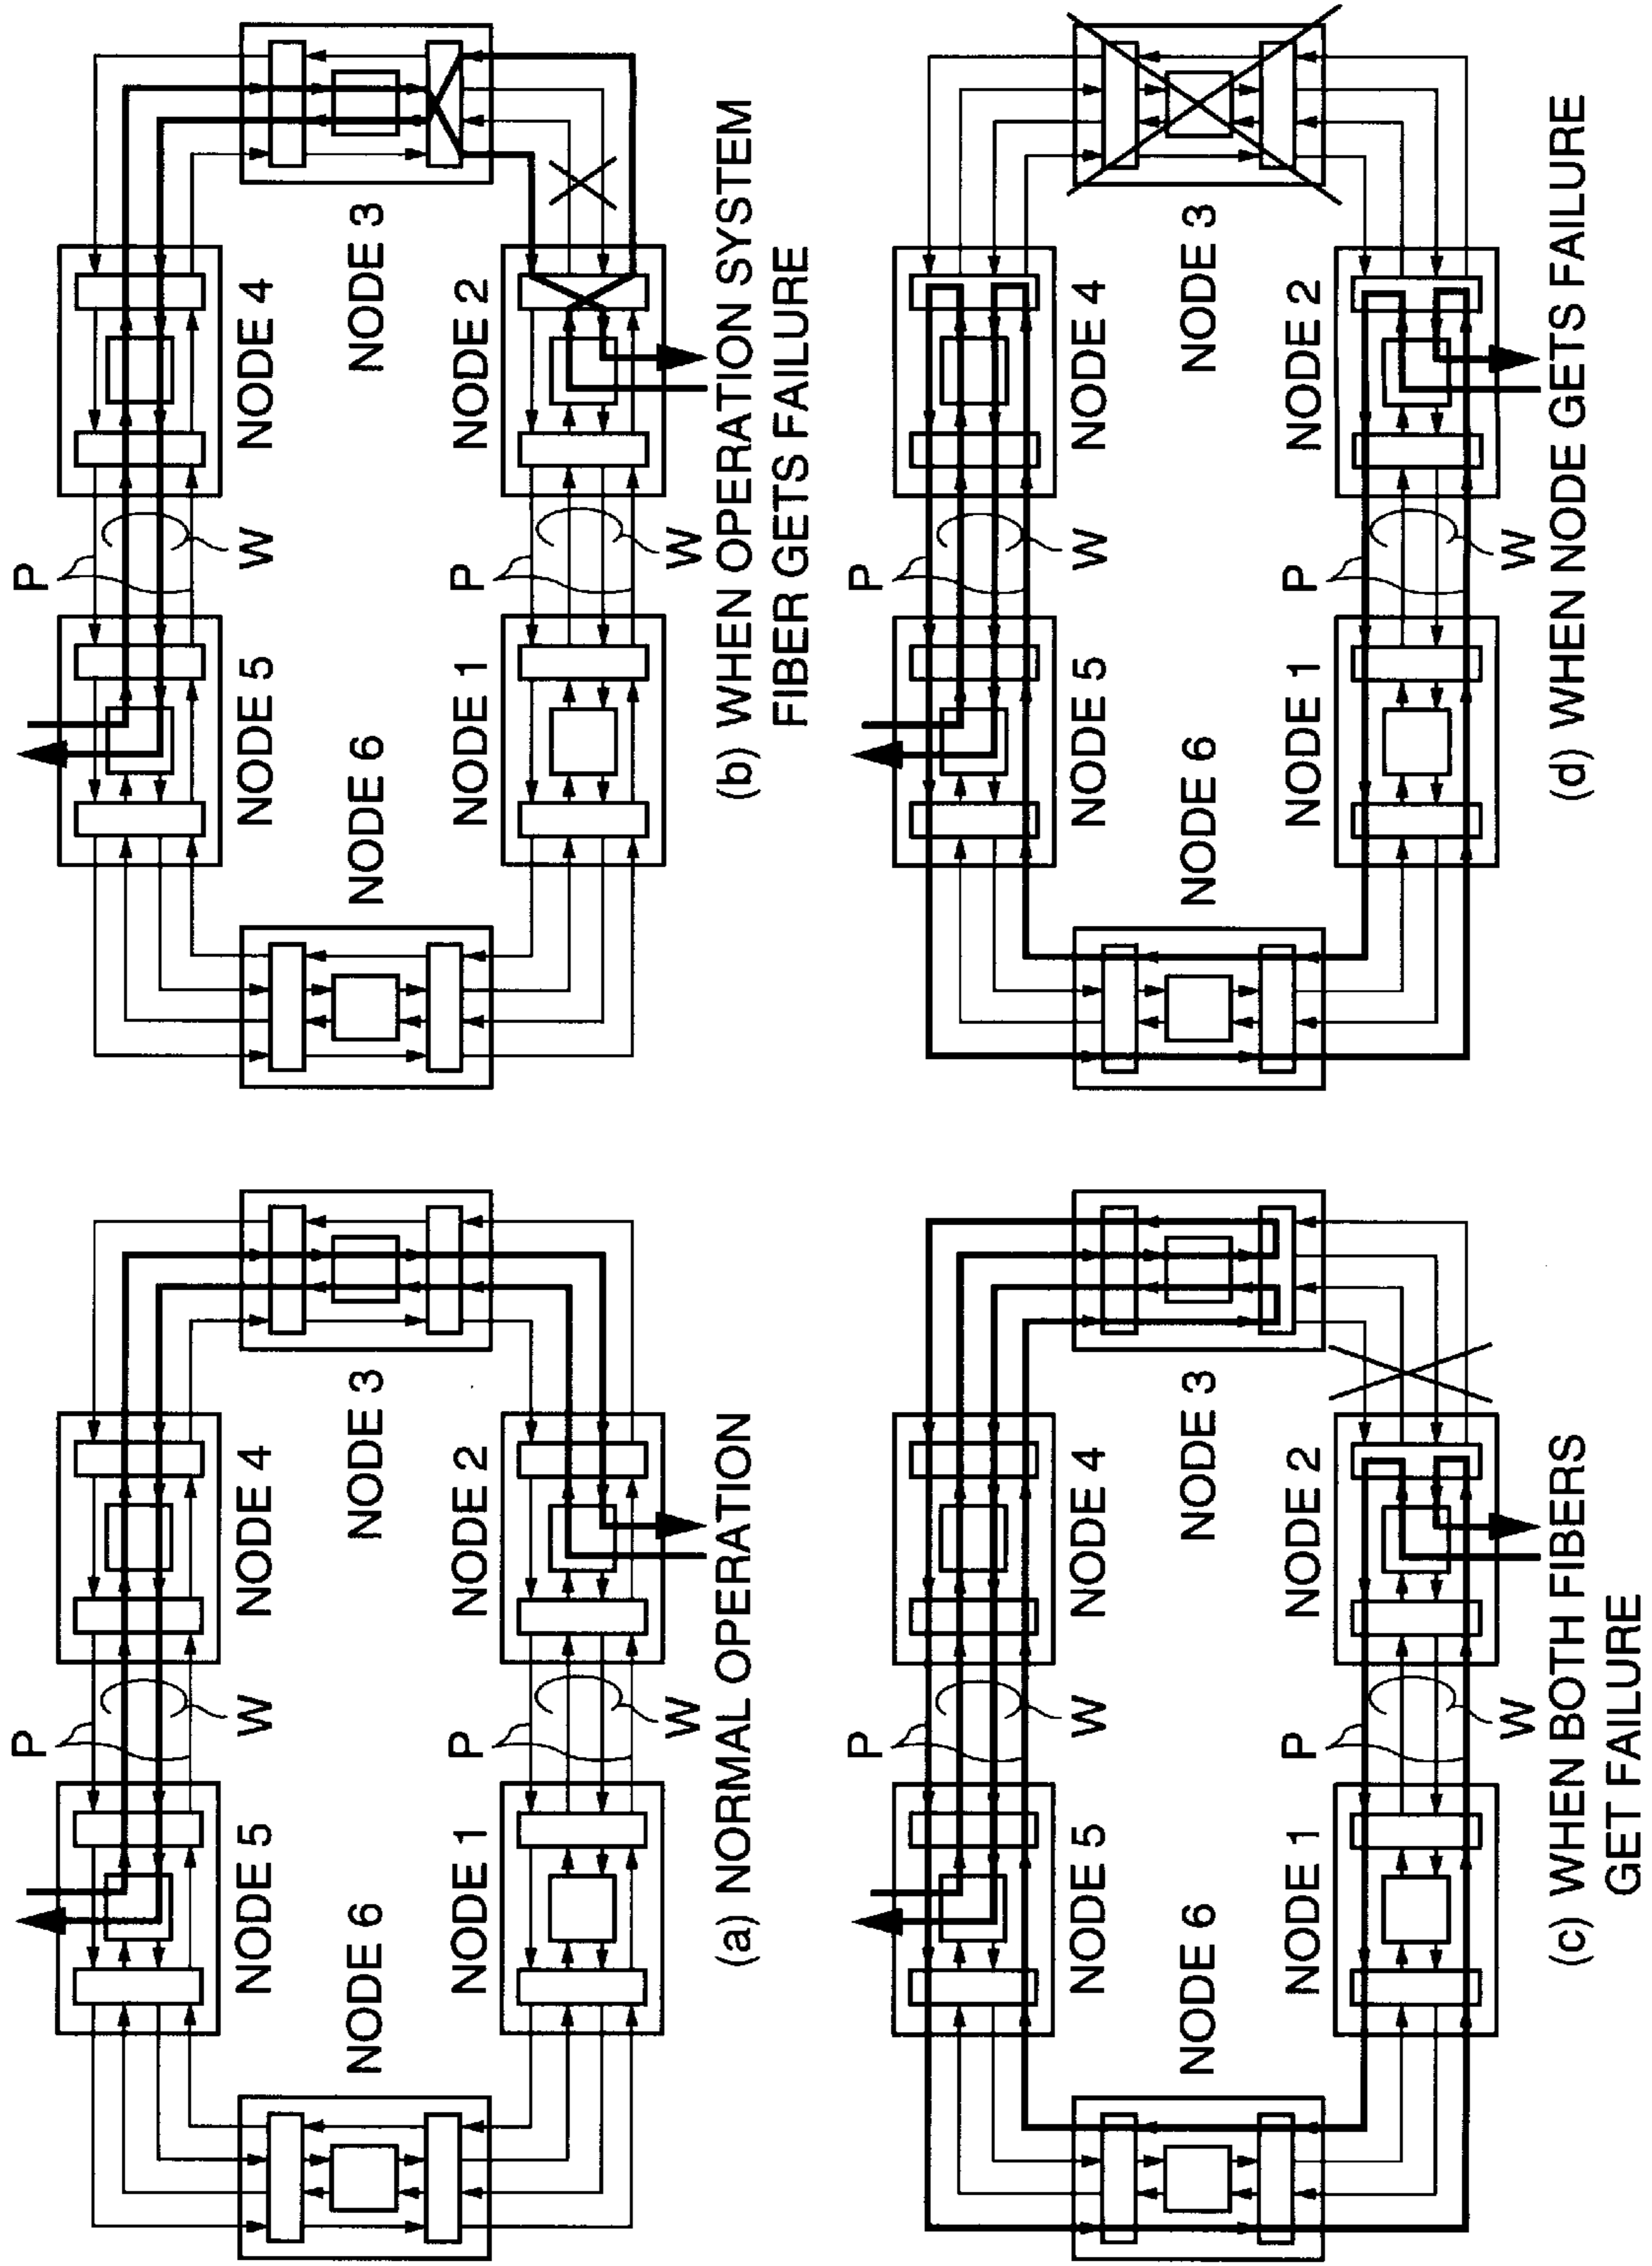 P
W
NODE 5
NODE 4
NODE 6
NODE 3
P
NODE 1
NODE 2
W
(a) NORMAL OPERATION
P
W
NODE 5
NODE 4
NODE 6
NODE 3
P
NODE 1
NODE 2
W
(b) WHEN OPERATION SYSTEM
FIBER GETS FAILURE
P
W
NODE 5
NODE 4
NODE 6
NODE 3
P
NODE 1
NODE 2
W
(c) WHEN BOTH FIBERS
GET FAILURE
P
W
NODE 5
NODE 4
NODE 6
NODE 3
P
NODE 1
NODE 2
W
(d) WHEN NODE GETS FAILURE